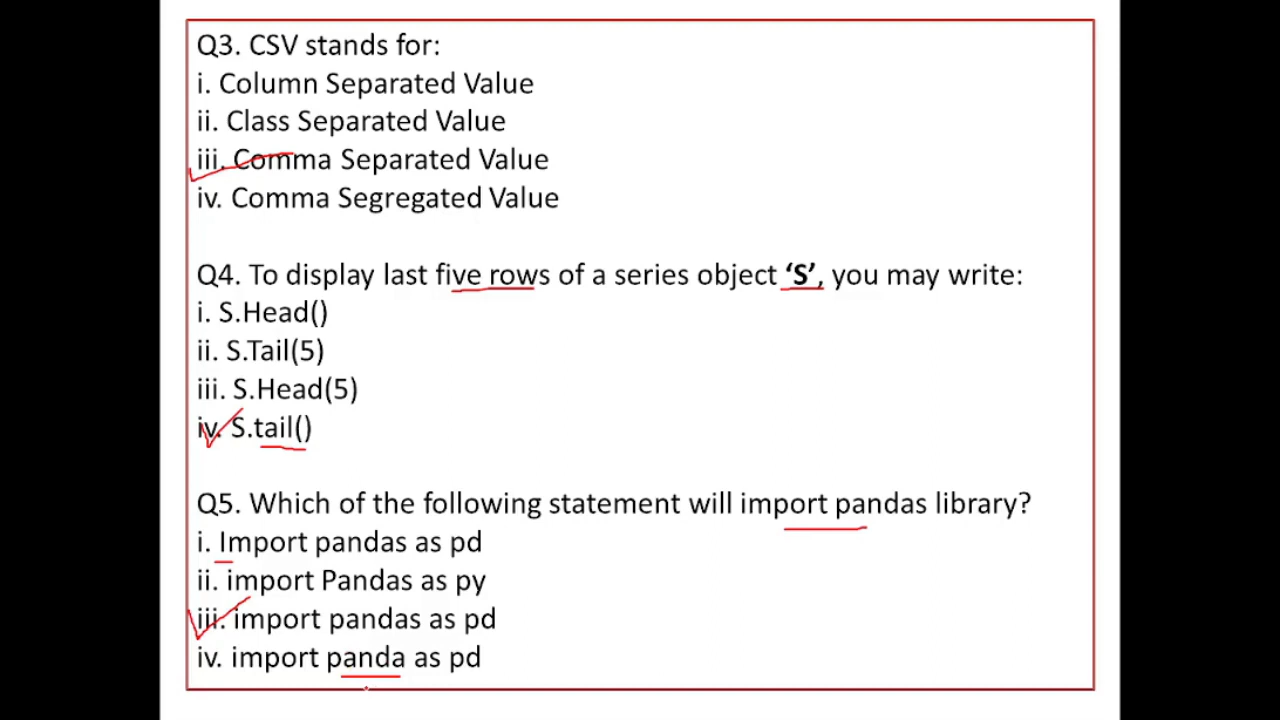 Q3. CSV stands for:
i. Column Separated Value
ii. Class Separated Value
iii. Comma Separated Value
iv. Comma Segregated Value
Q4. To display last five rows of a series object ‘S’, you may write:
i. S.Head()
ii. S.Tail(5)
iii. S.Head(5)
iv. S.tail()
Q5. Which of the following statement will import pandas library?
i. Import pandas as pd
ii. import Pandas as py
iii. import pandas as pd
iv. import panda as pd